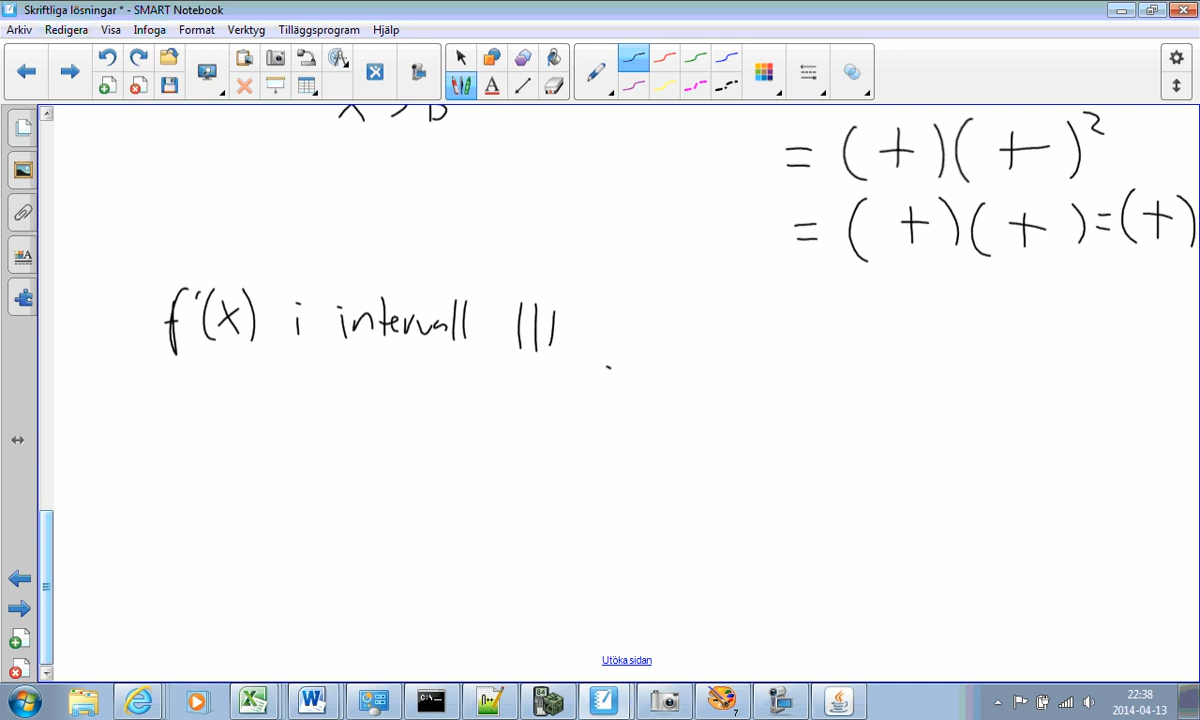 Skriftliga lösningar * - SMART Notebook
Arkiv Redigera Visa Infoga Format Verktyg Tilläggsprogram Hjälp
x > b
= (+)(+)²
= (+)(+)=(+)
f'(x) i intervall |||
Utöka sidan
22:38
2014-04-13